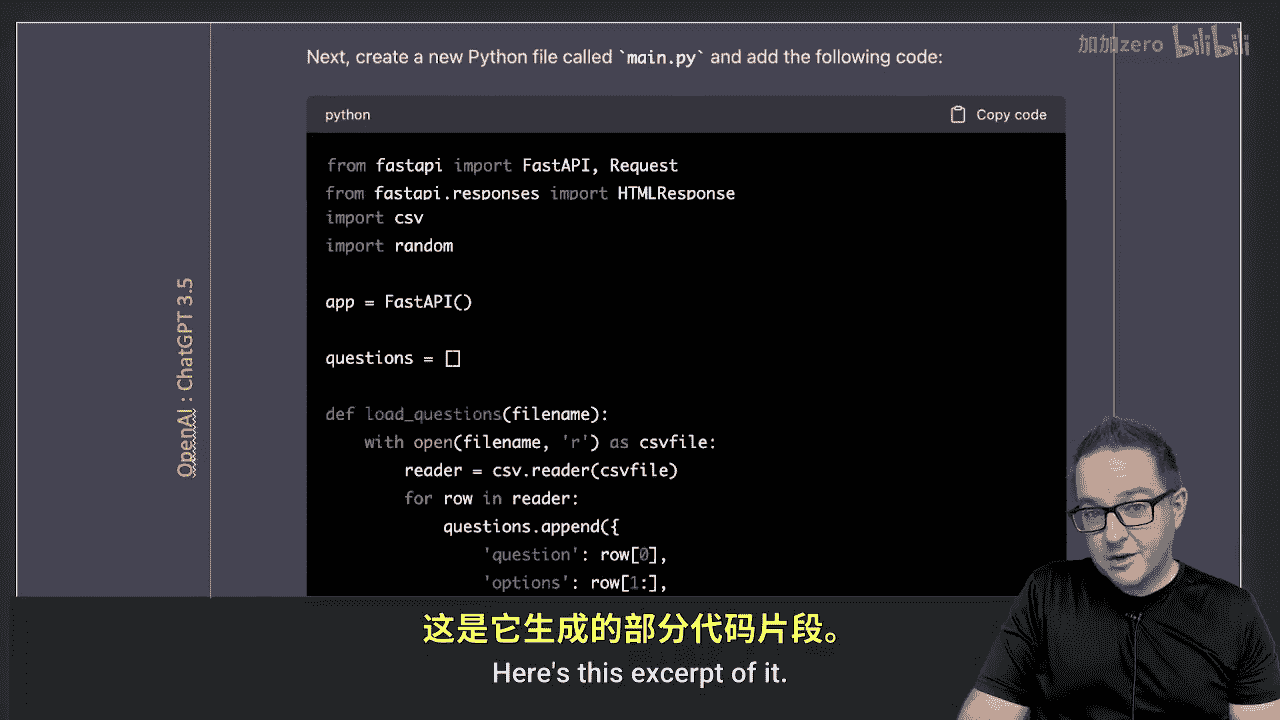 Next, create a new Python file called `main.py` and add the following code:
加加zero bilibili
python
Copy code
from fastapi import FastAPI, Request
from fastapi.responses import HTMLResponse
import csv
import random
app = FastAPI()
questions = []
def load_questions(filename):
with open(filename, 'r') as csvfile:
reader = csv.reader(csvfile)
for row in reader:
questions.append({
'question': row[0],
'options': row[1:],
OpenAI : ChatGPT 3.5
这是它生成的部分代码片段。
Here's this excerpt of it.